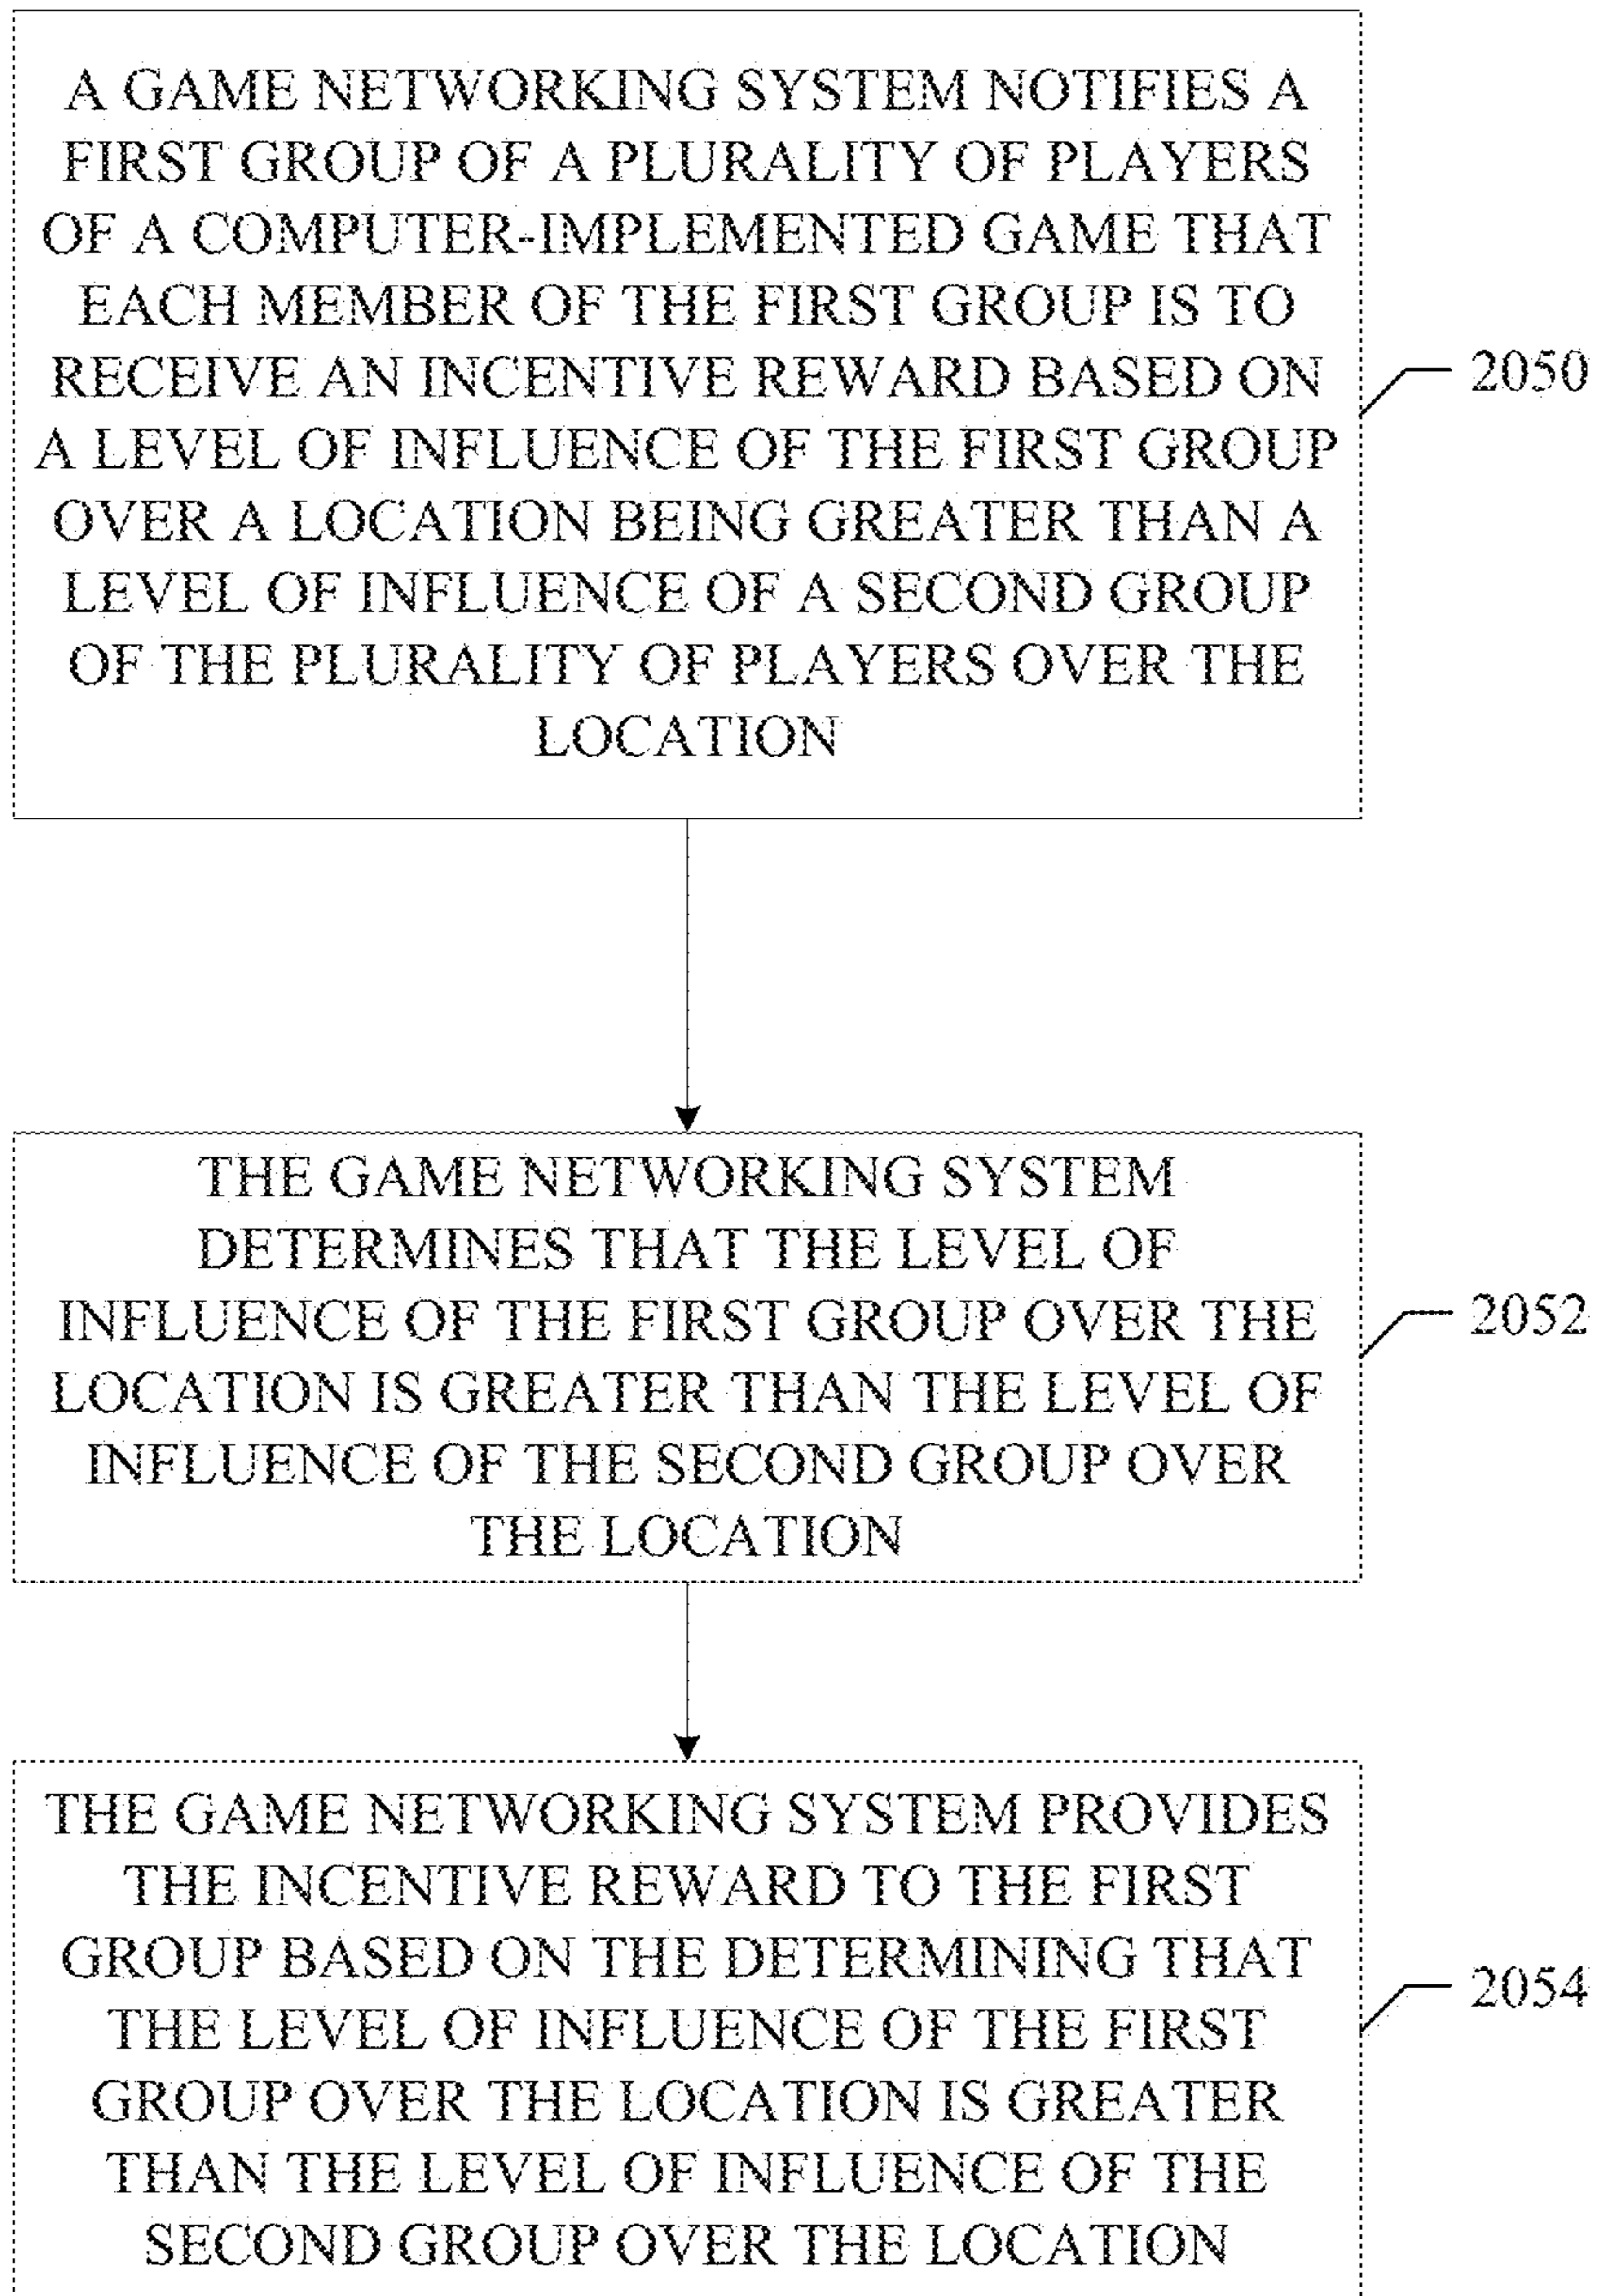 A GAME NETWORKING SYSTEM NOTIFIES A
FIRST GROUP OF A PLURALITY OF PLAYERS
OF A COMPUTER-IMPLEMENTED GAME THAT
EACH MEMBER OF THE FIRST GROUP IS TO
RECEIVE AN INCENTIVE REWARD BASED ON
A LEVEL OF INFLUENCE OF THE FIRST GROUP
OVER A LOCATION BEING GREATER THAN A
LEVEL OF INFLUENCE OF A SECOND GROUP
OF THE PLURALITY OF PLAYERS OVER THE
LOCATION
2050
THE GAME NETWORKING SYSTEM
DETERMINES THAT THE LEVEL OF
INFLUENCE OF THE FIRST GROUP OVER THE
LOCATION IS GREATER THAN THE LEVEL OF
INFLUENCE OF THE SECOND GROUP OVER
THE LOCATION
2052
THE GAME NETWORKING SYSTEM PROVIDES
THE INCENTIVE REWARD TO THE FIRST
GROUP BASED ON THE DETERMINING THAT
THE LEVEL OF INFLUENCE OF THE FIRST
GROUP OVER THE LOCATION IS GREATER
THAN THE LEVEL OF INFLUENCE OF THE
SECOND GROUP OVER THE LOCATION
2054